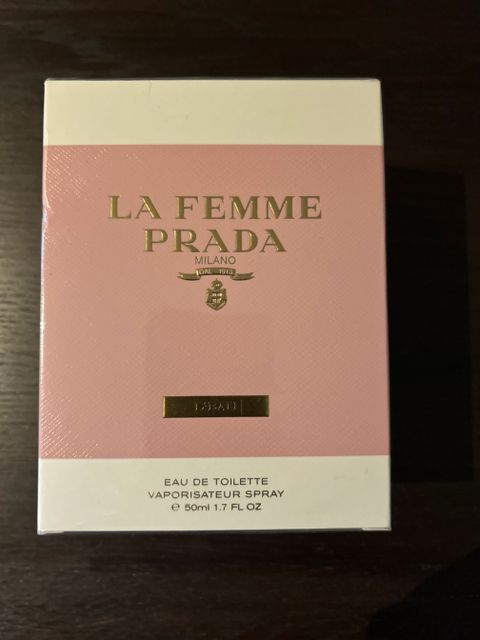 LA FEMME
PRADA
MILANO
DAL 1913
EAU DE TOILETTE
VAPORISATEUR SPRAY
℮ 50ml 1.7 FL OZ